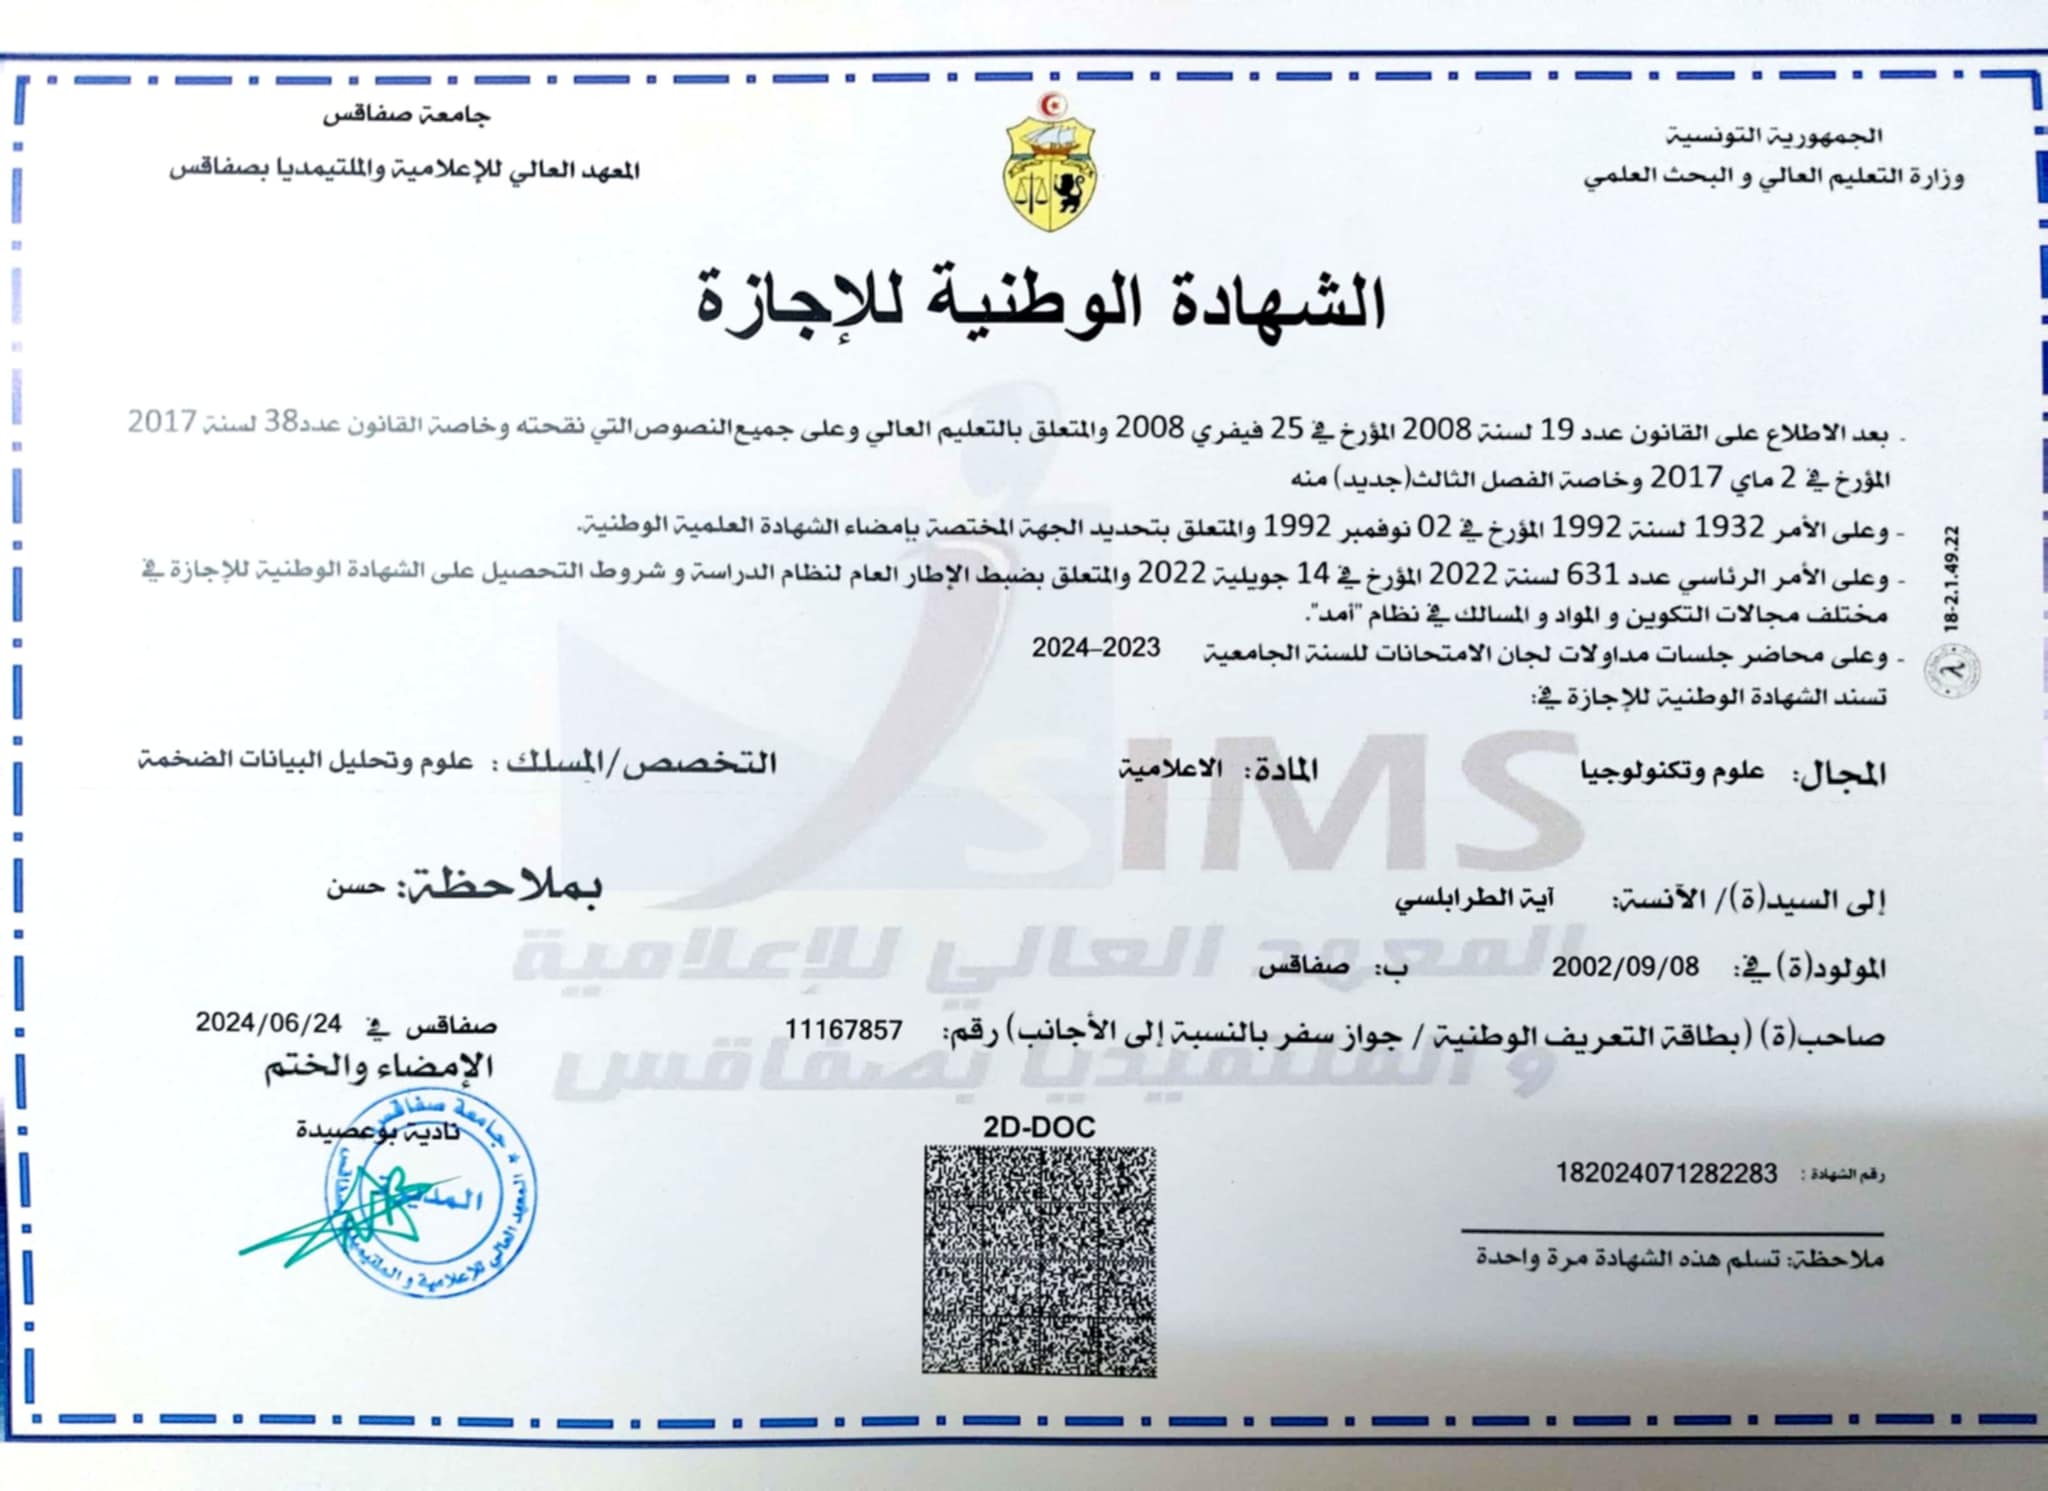 الجمهورية التونسية
وزارة التعليم العالي و البحث العلمي
جامعة صفاقس
المعهد العالي للإعلامية والملتيمديا بصفاقس
الشهادة الوطنية للإجازة
- بعد الاطلاع على القانون عدد 19 لسنة 2008 المؤرخ في 25 فيفري 2008 والمتعلق بالتعليم العالي وعلى جميع النصوص التي نقحته وخاصة القانون عدد38 لسنة 2017
المؤرخ في 2 ماي 2017 وخاصة الفصل الثالث(جديد) منه
- وعلى الأمر 1932 لسنة 1992 المؤرخ في 02 نوفمبر 1992 والمتعلق بتحديد الجهة المختصة بإمضاء الشهادة العلمية الوطنية.
- وعلى الأمر الرئاسي عدد 631 لسنة 2022 المؤرخ في 14 جويلية 2022 والمتعلق بضبط الإطار العام لنظام الدراسة و شروط التحصيل على الشهادة الوطنية للإجازة في
مختلف مجالات التكوين و المواد و المسالك في نظام "أمد".
- وعلى محاضر جلسات مداولات لجان الامتحانات للسنة الجامعية 2023–2024
تسند الشهادة الوطنية للإجازة في:
18-2.1.49.22
المجال: علوم وتكنولوجيا المادة: الاعلامية التخصص/المسلك : علوم وتحليل البيانات الضخمة
SIMS
إلى السيد(ة)/ الآنسة: آية الطرابلسي بملاحظة: حسن
المعهد العالي للإعلامية
المولود(ة) في: 2002/09/08 ب: صفاقس
صاحب(ة) (بطاقة التعريف الوطنية / جواز سفر بالنسبة إلى الأجانب) رقم: 11167857
و الملتميديا بصفاقس
صفاقس في 2024/06/24
الإمضاء والختم
نادية بوعصيدة
جامعة صفاقس
المعهد العالي للإعلامية و
2D-DOC
رقم الشهادة : 182024071282283
ملاحظة: تسلم هذه الشهادة مرة واحدة